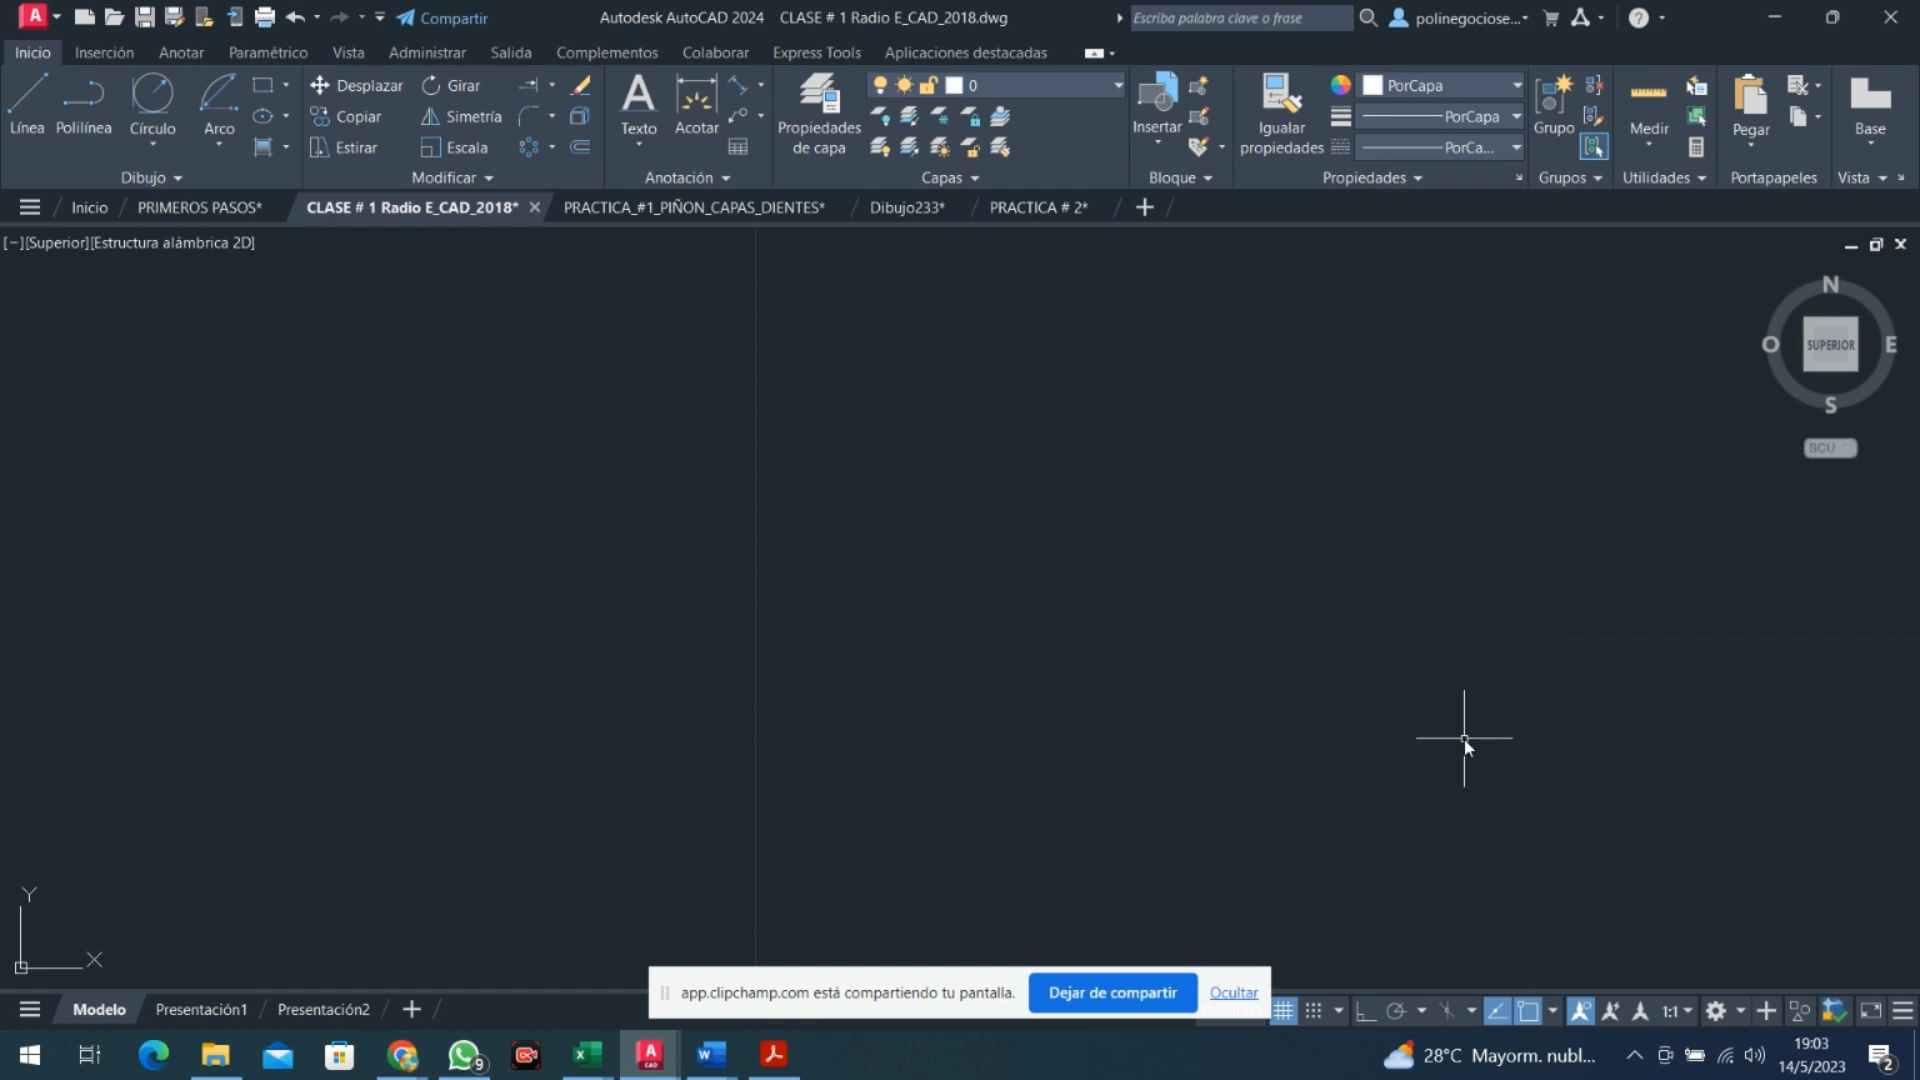 Compartir
Autodesk AutoCAD 2024 CLASE # 1 Radio E_CAD_2018.dwg
Escriba palabra clave o frase
polinegociose...
Inicio Inserción Anotar Paramétrico Vista Administrar Salida Complementos Colaborar Express Tools Aplicaciones destacadas
Línea Polilínea Círculo Arco
Desplazar Girar
Copiar Simetría
Estirar Escala
Texto Acotar
Propiedades de capa
0
Insertar
Igualar propiedades
PorCapa
PorCapa
PorCa...
Grupo
Medir
Pegar
Base
Dibujo Modificar Anotación Capas Bloque Propiedades Grupos Utilidades Portapapeles Vista
Inicio PRIMEROS PASOS* CLASE # 1 Radio E_CAD_2018* PRACTICA_#1_PIÑON_CAPAS_DIENTES* Dibujo233* PRACTICA # 2*
[−][Superior][Estructura alámbrica 2D]
N
O SUPERIOR E
S
SCU
Y
X
app.clipchamp.com está compartiendo tu pantalla. Dejar de compartir Ocultar
Modelo Presentación1 Presentación2
1:1
9
28°C Mayorm. nubl...
19:03
14/5/2023
2